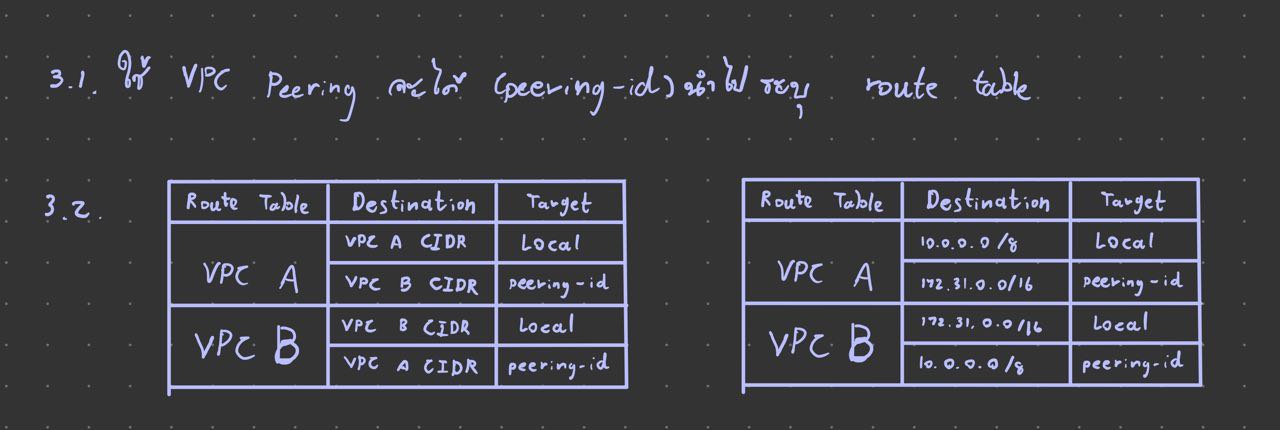 3.1. ใช้ VPC Peering จะได้ (peering-id) นำไป ระบุ route table
3.2.
Route Table Destination Target
VPC A
VPC A CIDR Local
VPC B CIDR peering-id
VPC B
VPC B CIDR Local
VPC A CIDR peering-id
Route Table Destination Target
VPC A
10.0.0.0/8 Local
172.31.0.0/16 peering-id
VPC B
172.31.0.0/16 Local
10.0.0.0/8 peering-id